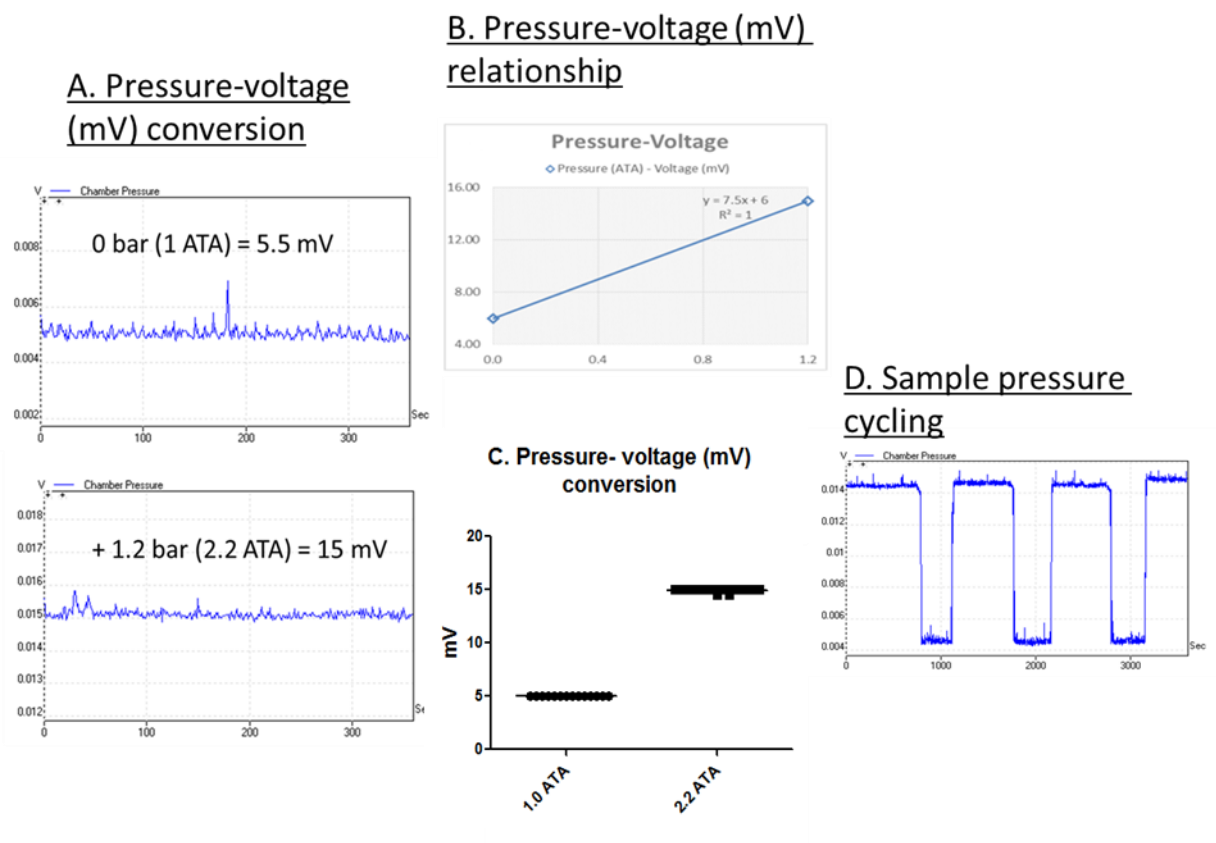 A. Pressure-voltage
(mV) conversion
V Chamber Pressure
0 bar (1 ATA) = 5.5 mV
0.008
0.006
0.004
0.002
Sec
0 100 200 300
V Chamber Pressure
+ 1.2 bar (2.2 ATA) = 15 mV
0.018
0.017
0.016
0.015
0.014
0.013
0.012
0 100 200 300
B. Pressure-voltage (mV)
relationship
Pressure-Voltage
Pressure (ATA) - Voltage (mV)
y = 7.5x + 6
R² = 1
16.00
12.00
8.00
4.00
0.0 0.4 0.8 1.2
C. Pressure- voltage (mV)
conversion
mV
20
15
10
5
0
1.0 ATA
2.2 ATA
D. Sample pressure
cycling
V Chamber Pressure
0.014
0.012
0.01
0.008
0.006
0.004
Sec
0 1000 2000 3000